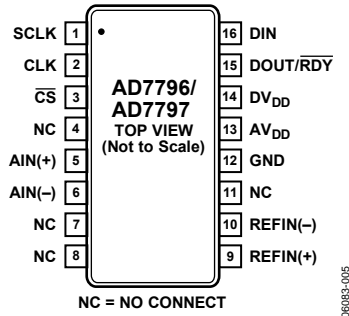 SCLK 1 16 DIN
CLK 2 15 DOUT/R̅D̅Y̅
C̅S̅ 3 14 DVDD
NC 4 13 AVDD
AIN(+) 5 12 GND
AIN(–) 6 11 NC
NC 7 10 REFIN(–)
NC 8 9 REFIN(+)
AD7796/
AD7797
TOP VIEW
(Not to Scale)
NC = NO CONNECT
06083-005